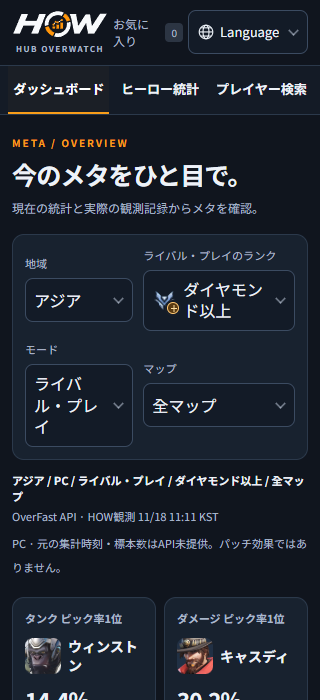 HOW
HUB OVERWATCH
お気に
入り
0
Language
ダッシュボード ヒーロー統計 プレイヤー検索
META / OVERVIEW
今のメタをひと目で。
現在の統計と実際の観測記録からメタを確認。
地域
アジア
ライバル・プレイのランク
ダイヤモン
ド以上
モード
ライバ
ル・プレ
イ
マップ
全マップ
アジア / PC / ライバル・プレイ / ダイヤモンド以上 / 全マッ
プ
OverFast API · HOW観測 11/18 11:11 KST
PC · 元の集計時刻・標本数はAPI未提供。パッチ効果ではあ
りません。
タンク ピック率1位
ウィンスト
ン
14.4%
ダメージ ピック率1位
キャスディ
30.2%